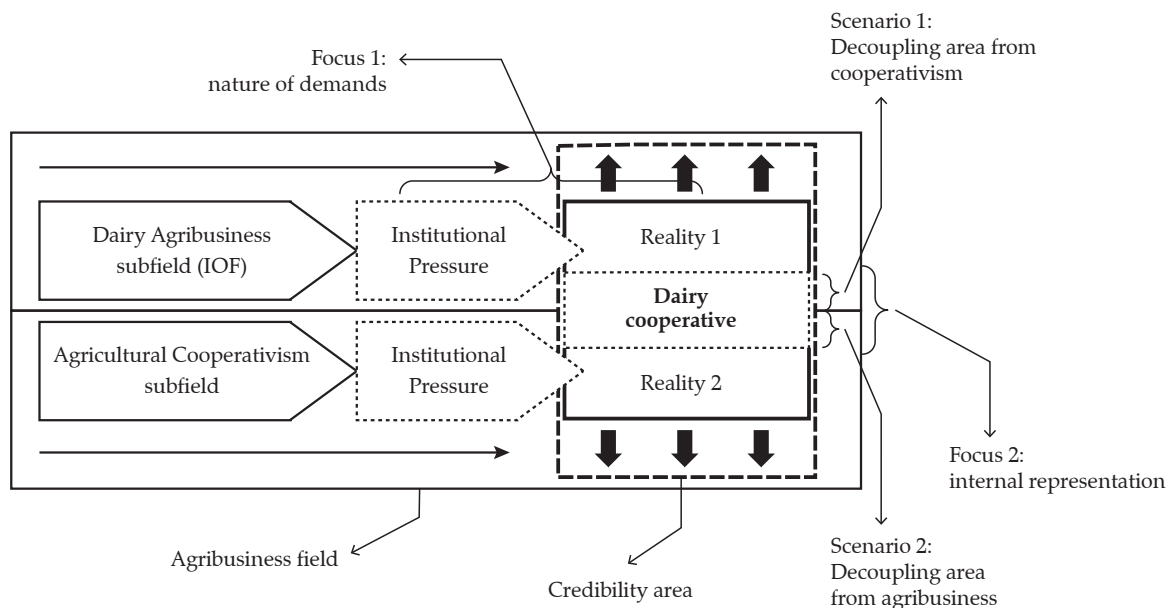 Scenario 1:
Decoupling area from
cooperativism
Focus 1:
nature of demands
Dairy Agribusiness
subfield (IOF)
Institutional
Pressure
Reality 1
Dairy
cooperative
Agricultural Cooperativism
subfield
Institutional
Pressure
Reality 2
Focus 2:
internal representation
Agribusiness field
Credibility area
Scenario 2:
Decoupling area
from agribusiness